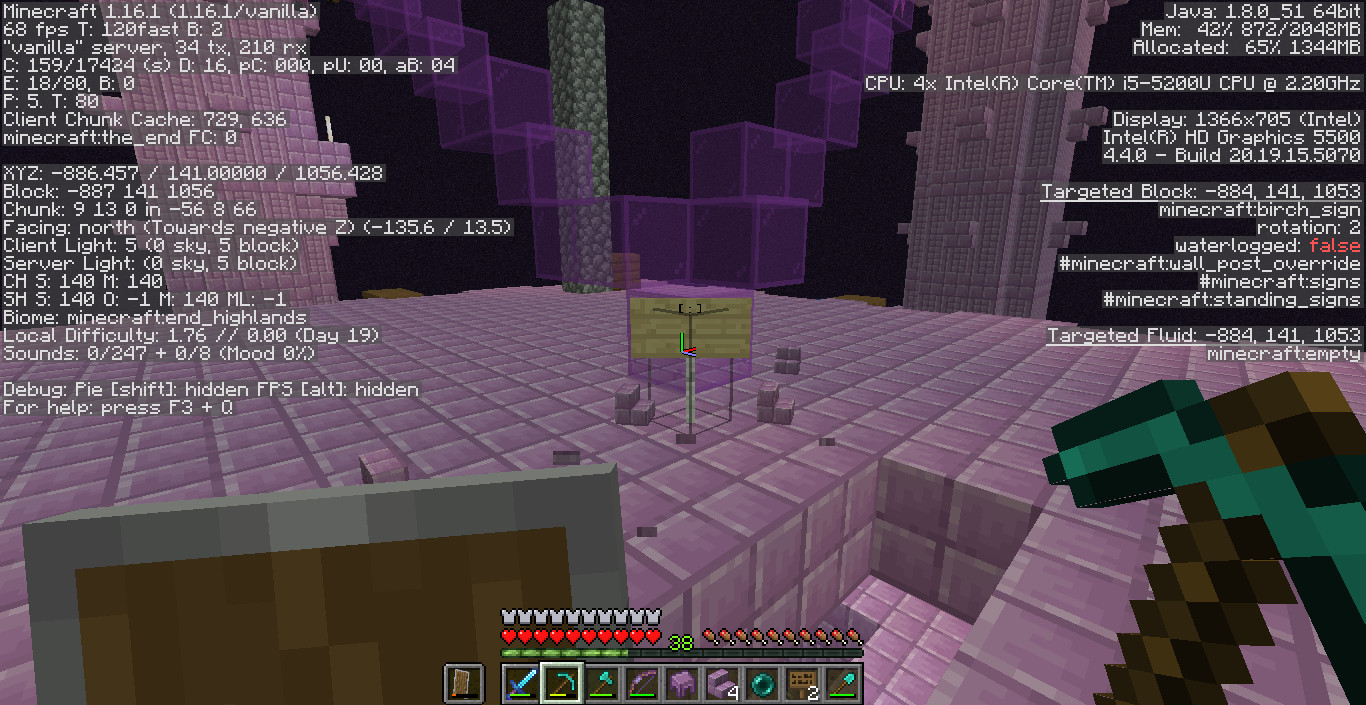 Minecraft 1.16.1 (1.16.1/vanilla)
68 fps T: 120fast B: 2
"vanilla" server, 34 tx, 210 rx
C: 159/17424 (s) D: 16, pC: 000, pU: 00, aB: 04
E: 18/80, B: 0
P: 5. T: 80
Client Chunk Cache: 729, 636
minecraft:the_end FC: 0
XYZ: -886.457 / 141.00000 / 1056.428
Block: -887 141 1056
Chunk: 9 13 0 in -56 8 66
Facing: north (Towards negative Z) (-135.6 / 13.5)
Client Light: 5 (0 sky, 5 block)
Server Light: (0 sky, 5 block)
CH S: 140 M: 140
SH S: 140 O: -1 M: 140 ML: -1
Biome: minecraft:end_highlands
Local Difficulty: 1.76 // 0.00 (Day 19)
Sounds: 0/247 + 0/8 (Mood 0%)
Debug: Pie [shift]: hidden FPS [alt]: hidden
For help: press F3 + Q
Java: 1.8.0_51 64bit
Mem: 42% 872/2048MB
Allocated: 65% 1344MB
CPU: 4x Intel(R) Core(TM) i5-5200U CPU @ 2.20GHz
Display: 1366x705 (Intel)
Intel(R) HD Graphics 5500
4.4.0 - Build 20.19.15.5070
Targeted Block: -884, 141, 1053
minecraft:birch_sign
rotation: 2
waterlogged: false
#minecraft:wall_post_override
#minecraft:signs
#minecraft:standing_signs
Targeted Fluid: -884, 141, 1053
minecraft:empty
[:]
38
4
2